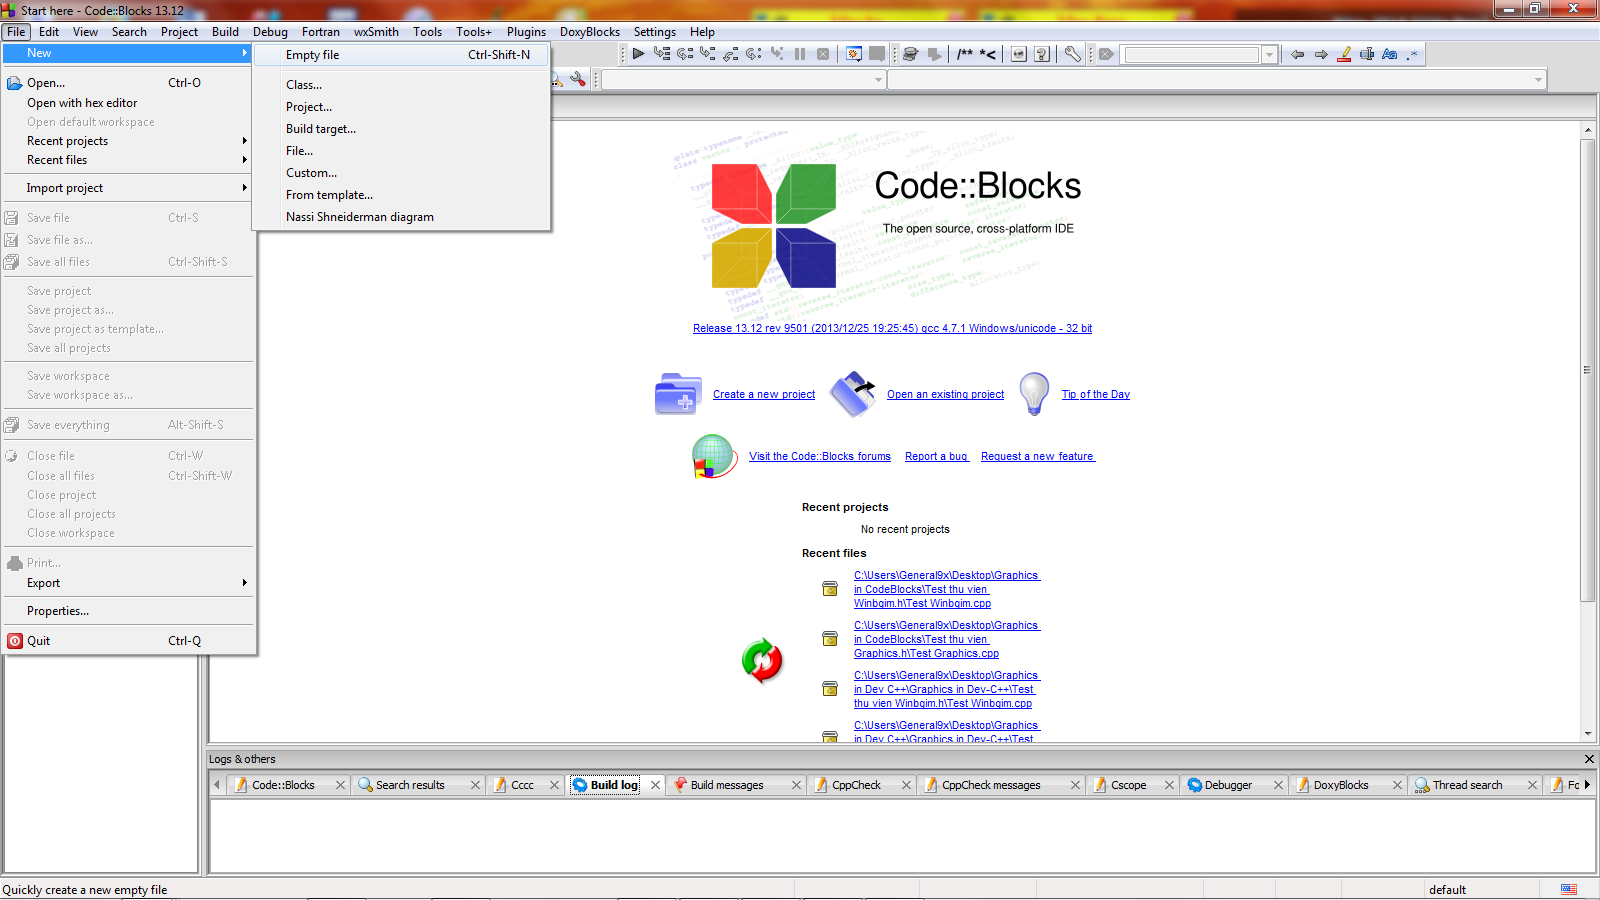 Start here - Code::Blocks 13.12
File Edit View Search Project Build Debug Fortran wxSmith Tools Tools+ Plugins DoxyBlocks Settings Help
New
Open... Ctrl-O
Open with hex editor
Open default workspace
Recent projects
Recent files
Import project
Save file Ctrl-S
Save file as...
Save all files Ctrl-Shift-S
Save project
Save project as...
Save project as template...
Save all projects
Save workspace
Save workspace as...
Save everything Alt-Shift-S
Close file Ctrl-W
Close all files Ctrl-Shift-W
Close project
Close all projects
Close workspace
Print...
Export
Properties...
Quit Ctrl-Q
Empty file Ctrl-Shift-N
Class...
Project...
Build target...
File...
Custom...
From template...
Nassi Shneiderman diagram
/** *<
Code::Blocks
The open source, cross-platform IDE
Release 13.12 rev 9501 (2013/12/25 19:25:45) gcc 4.7.1 Windows/unicode - 32 bit
Create a new project Open an existing project Tip of the Day
Visit the Code::Blocks forums Report a bug Request a new feature
Recent projects
No recent projects
Recent files
C:\Users\General9x\Desktop\Graphics
in CodeBlocks\Test thu vien
Winbgim.h\Test Winbgim.cpp
C:\Users\General9x\Desktop\Graphics
in CodeBlocks\Test thu vien
Graphics.h\Test Graphics.cpp
C:\Users\General9x\Desktop\Graphics
in Dev C++\Graphics in Dev-C++\Test
thu vien Winbgim.h\Test Winbgim.cpp
C:\Users\General9x\Desktop\Graphics
in Dev C++\Graphics in Dev-C++\Test
Logs & others
Code::Blocks Search results Cccc Build log Build messages CppCheck CppCheck messages Cscope Debugger DoxyBlocks Thread search Fo
Quickly create a new empty file default